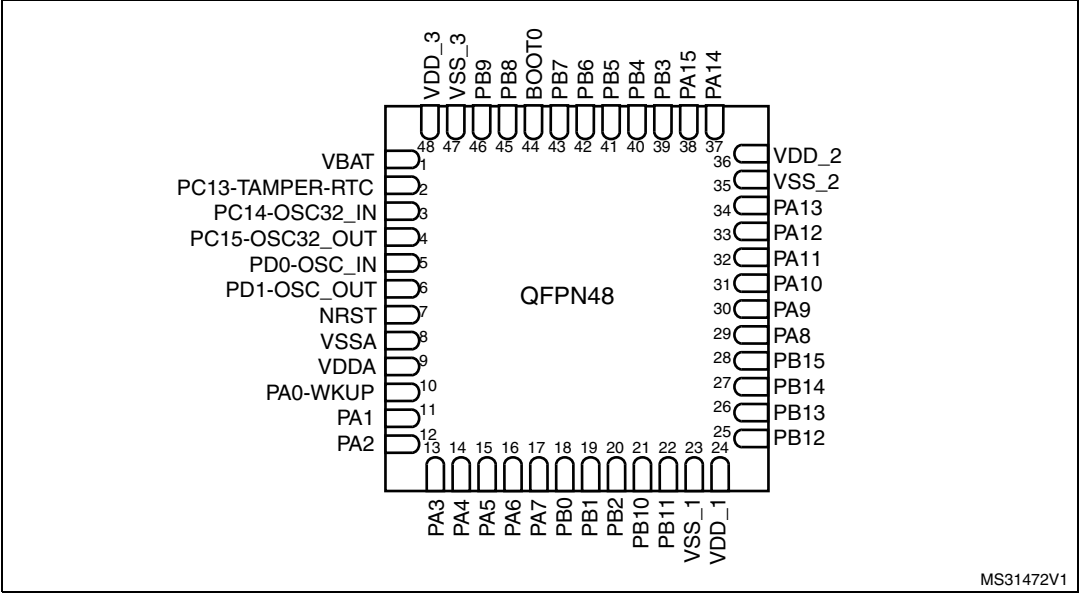 VDD_3
VSS_3
PB9
PB8
BOOT0
PB7
PB6
PB5
PB4
PB3
PA15
PA14
48
47
46
45
44
43
42
41
40
39
38
37
VBAT 1
PC13-TAMPER-RTC 2
PC14-OSC32_IN 3
PC15-OSC32_OUT 4
PD0-OSC_IN 5
PD1-OSC_OUT 6
NRST 7
VSSA 8
VDDA 9
PA0-WKUP 10
PA1 11
PA2 12
QFPN48
36 VDD_2
35 VSS_2
34 PA13
33 PA12
32 PA11
31 PA10
30 PA9
29 PA8
28 PB15
27 PB14
26 PB13
25 PB12
13
14
15
16
17
18
19
20
21
22
23
24
PA3
PA4
PA5
PA6
PA7
PB0
PB1
PB2
PB10
PB11
VSS_1
VDD_1
MS31472V1